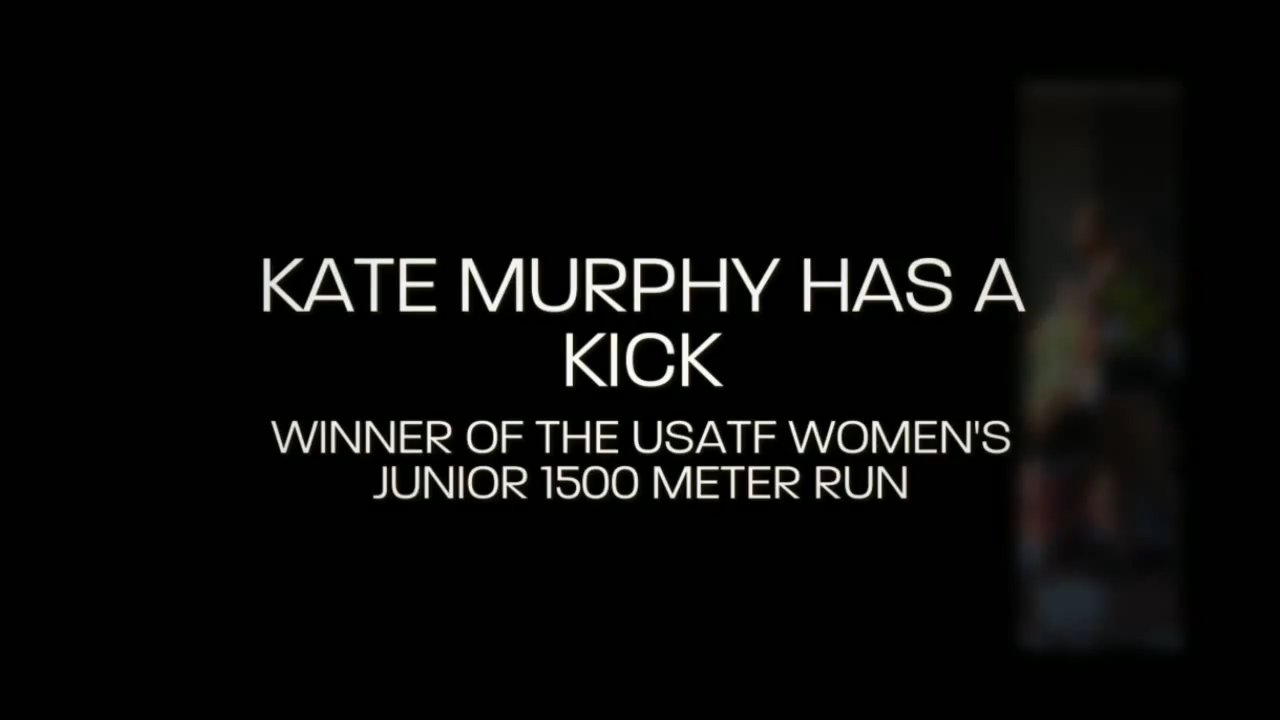 KATE MURPHY HAS A
KICK
WINNER OF THE USATF WOMEN'S
JUNIOR 1500 METER RUN